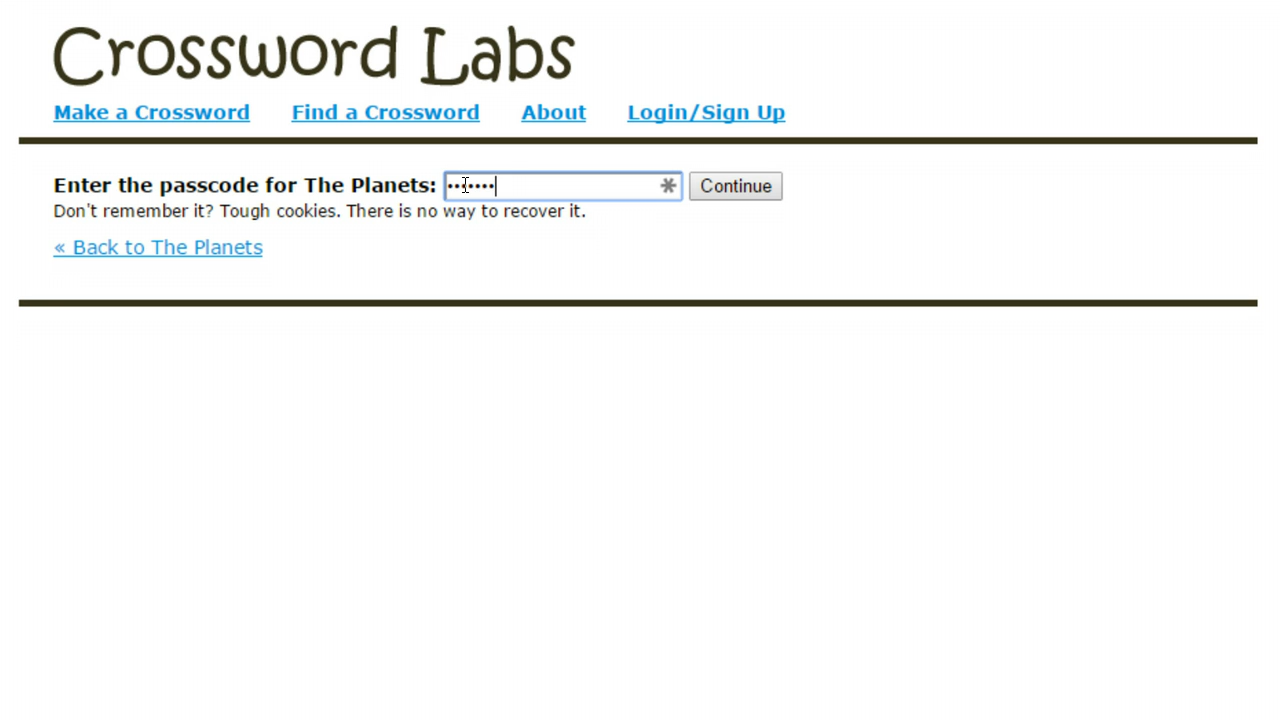 Crossword Labs
Make a Crossword Find a Crossword About Login/Sign Up
Enter the passcode for The Planets: ••••••• Continue
Don't remember it? Tough cookies. There is no way to recover it.
« Back to The Planets